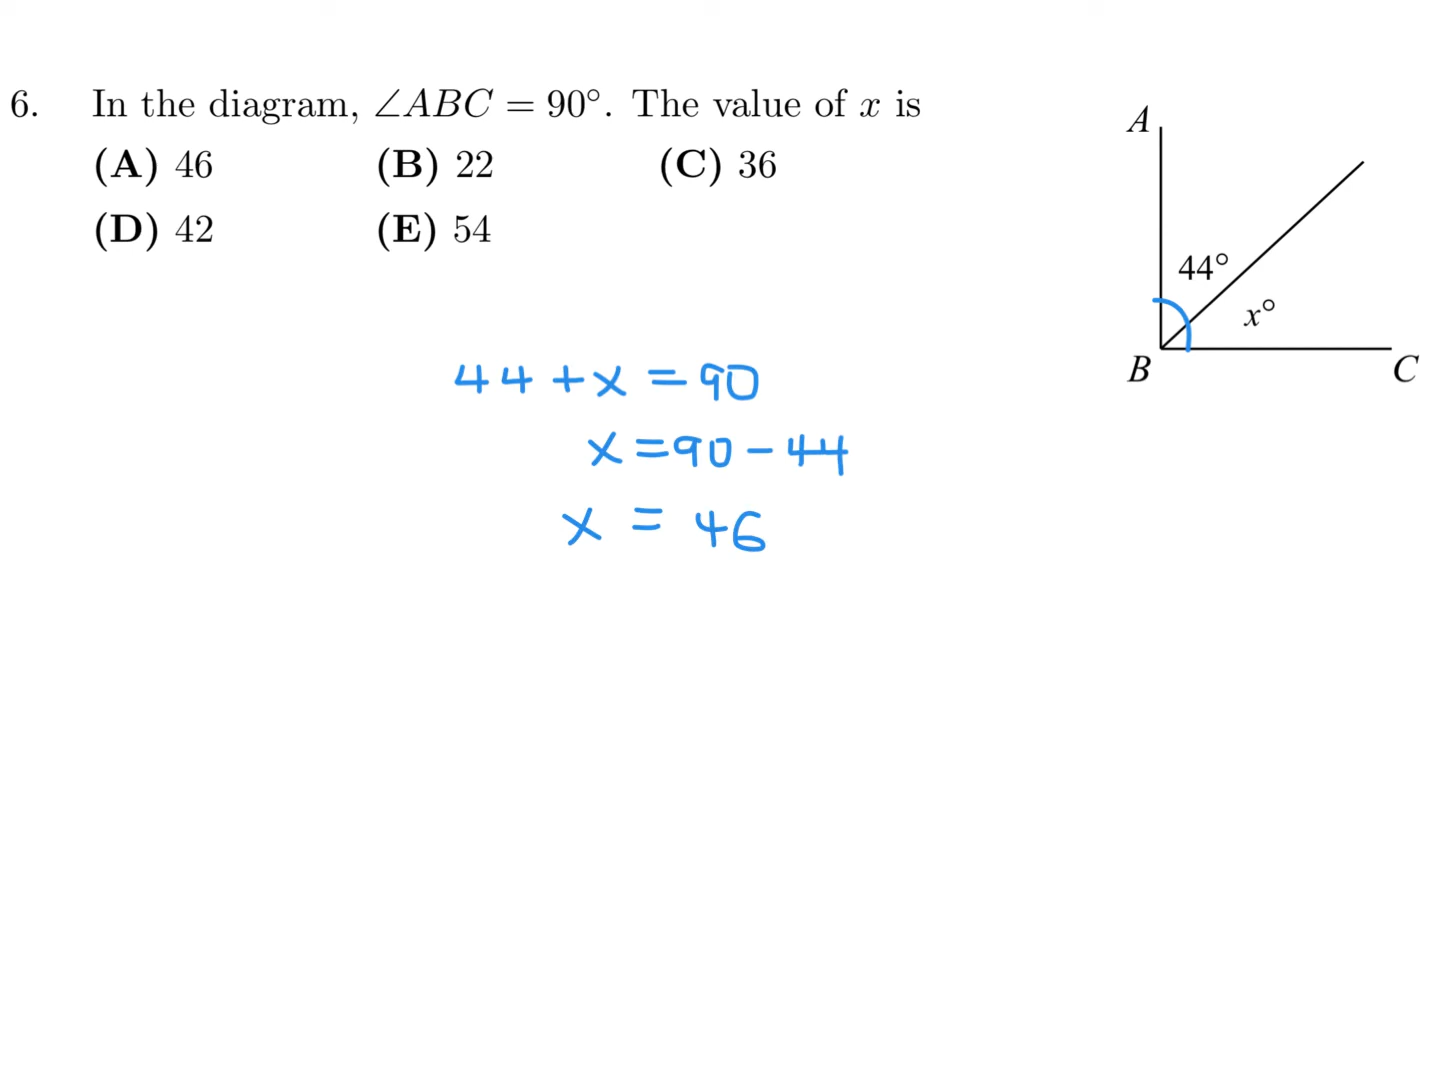 6. In the diagram, ∠ABC = 90°. The value of x is
(A) 46 (B) 22 (C) 36
(D) 42 (E) 54
A
44°
x°
B
C
44 + x = 90
x = 90 - 44
x = 46